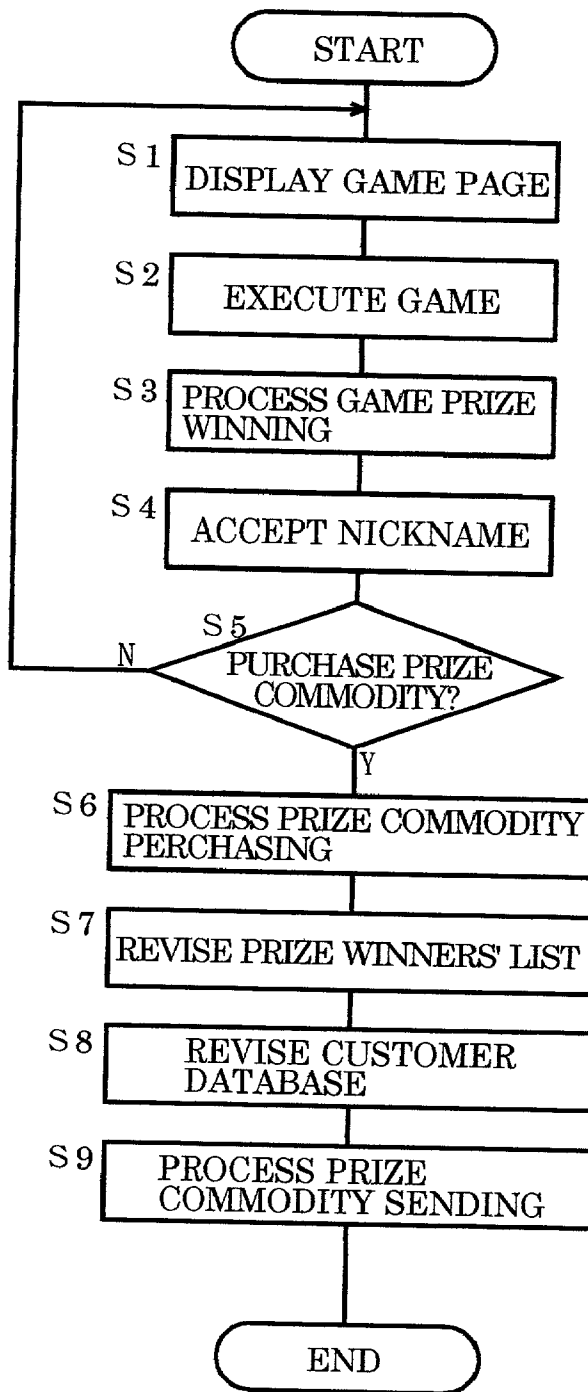 START
S1
DISPLAY GAME PAGE
S2
EXECUTE GAME
S3
PROCESS GAME PRIZE
WINNING
S4
ACCEPT NICKNAME
S5
N
PURCHASE PRIZE
COMMODITY?
Y
S6
PROCESS PRIZE COMMODITY
PERCHASING
S7
REVISE PRIZE WINNERS' LIST
S8
REVISE CUSTOMER
DATABASE
S9
PROCESS PRIZE
COMMODITY SENDING
END